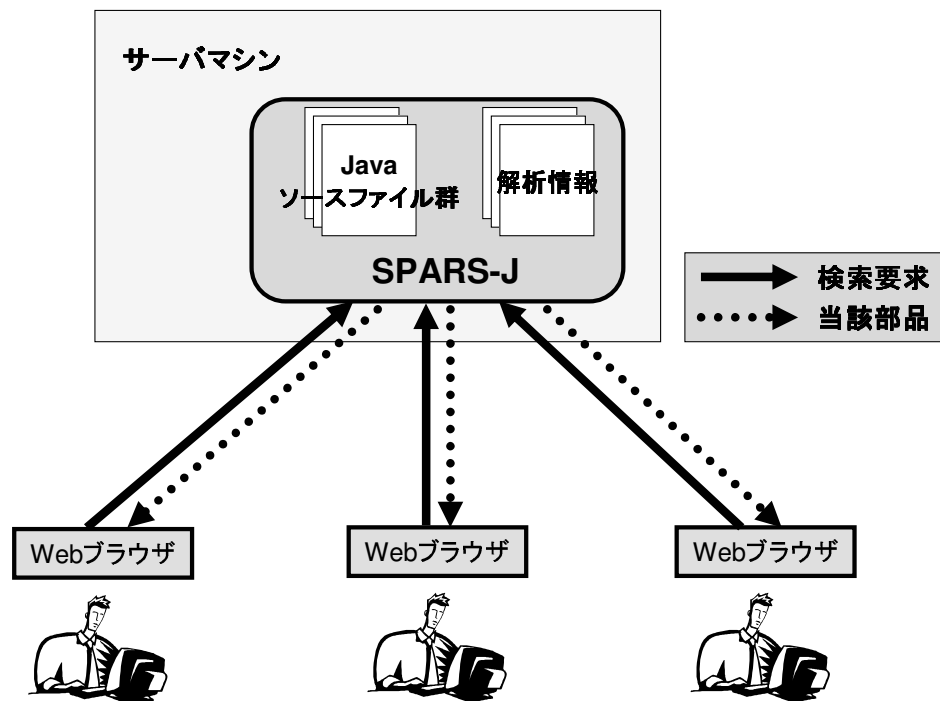 サーバマシン
Java
ソースファイル群
解析情報
SPARS-J
検索要求
当該部品
Webブラウザ
Webブラウザ
Webブラウザ